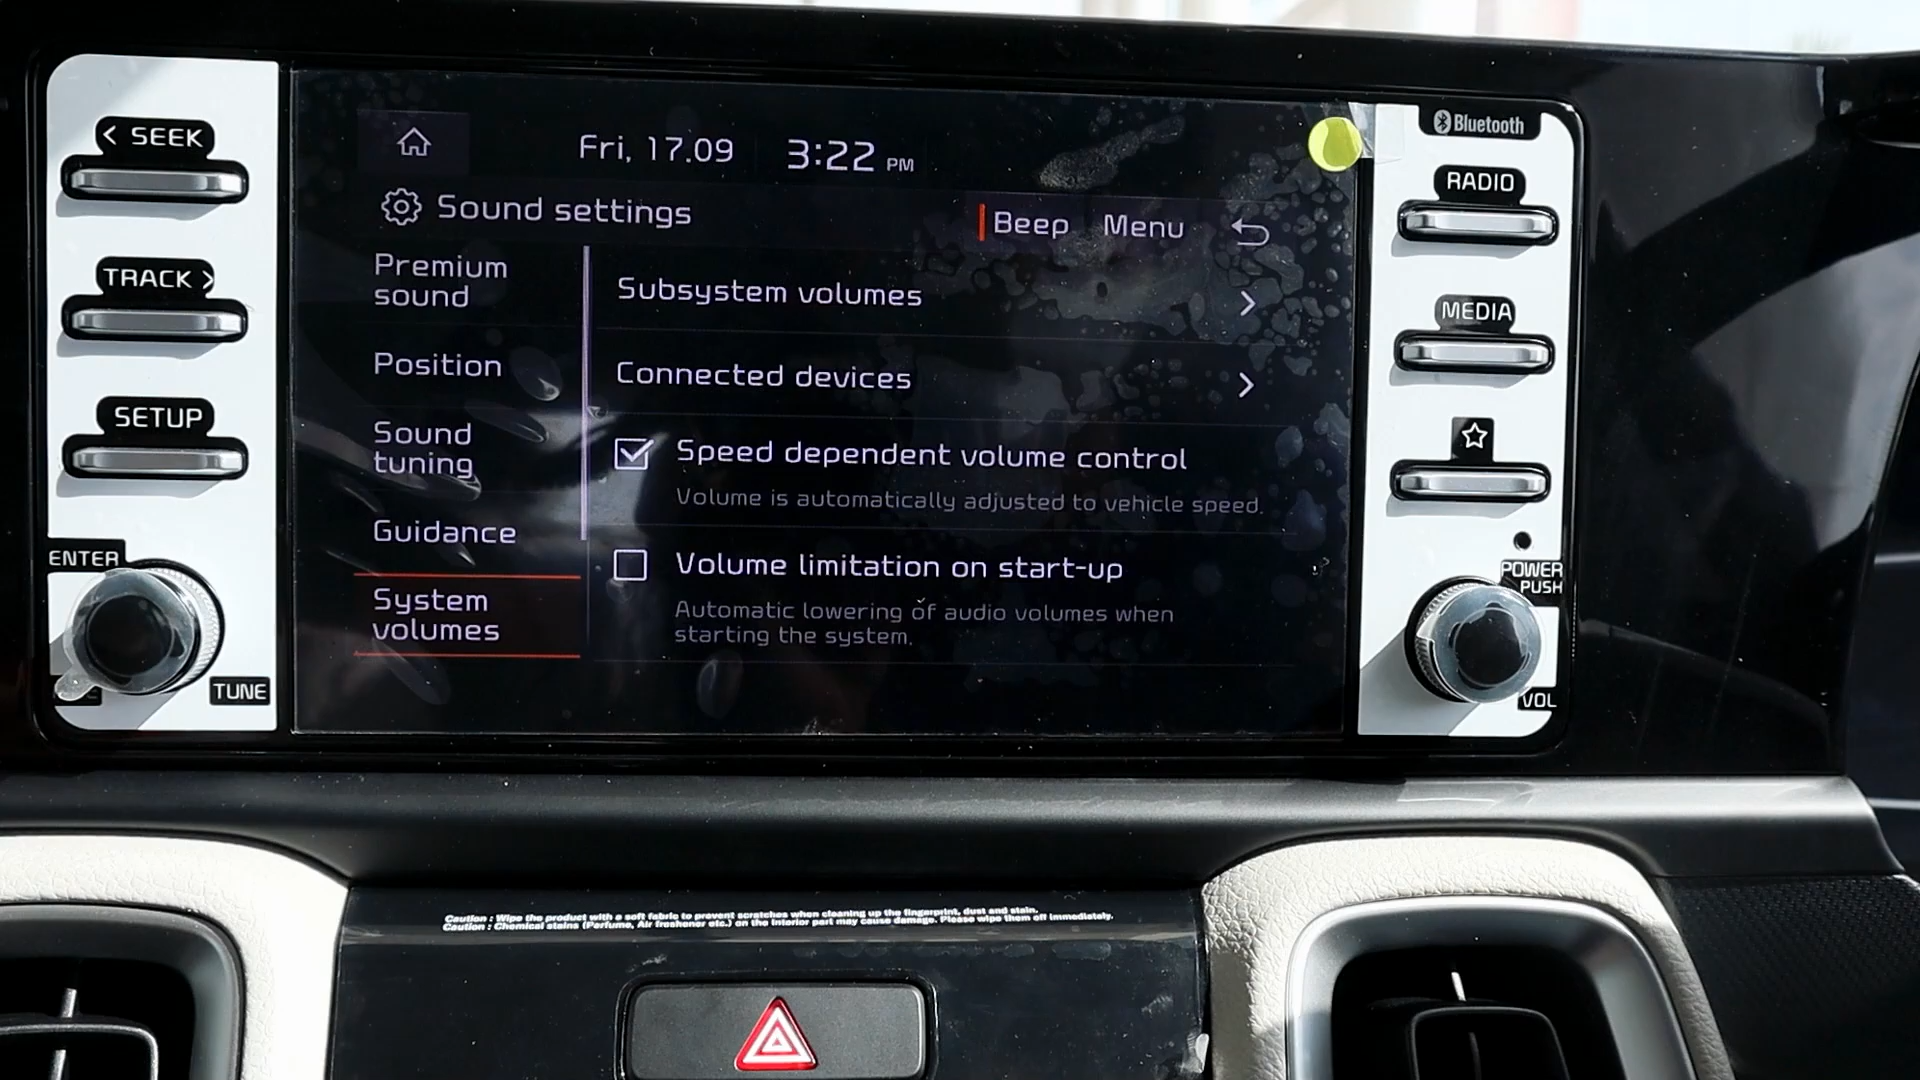 < SEEK
TRACK >
SETUP
ENTER
TUNE
Fri, 17.09 3:22 PM
Sound settings
Beep Menu
Premium
sound
Position
Sound
tuning
Guidance
System
volumes
Subsystem volumes
Connected devices
Speed dependent volume control
Volume is automatically adjusted to vehicle speed.
Volume limitation on start-up
Automatic lowering of audio volumes when
starting the system.
Bluetooth
RADIO
MEDIA
POWER
PUSH
VOL
Caution : Wipe the product with a soft fabric to prevent scratches when cleaning up the fingerprint, dust and stain.
Caution : Chemical stains (Perfume, Air freshener etc.) on the interior part may cause damage. Please wipe them off immediately.